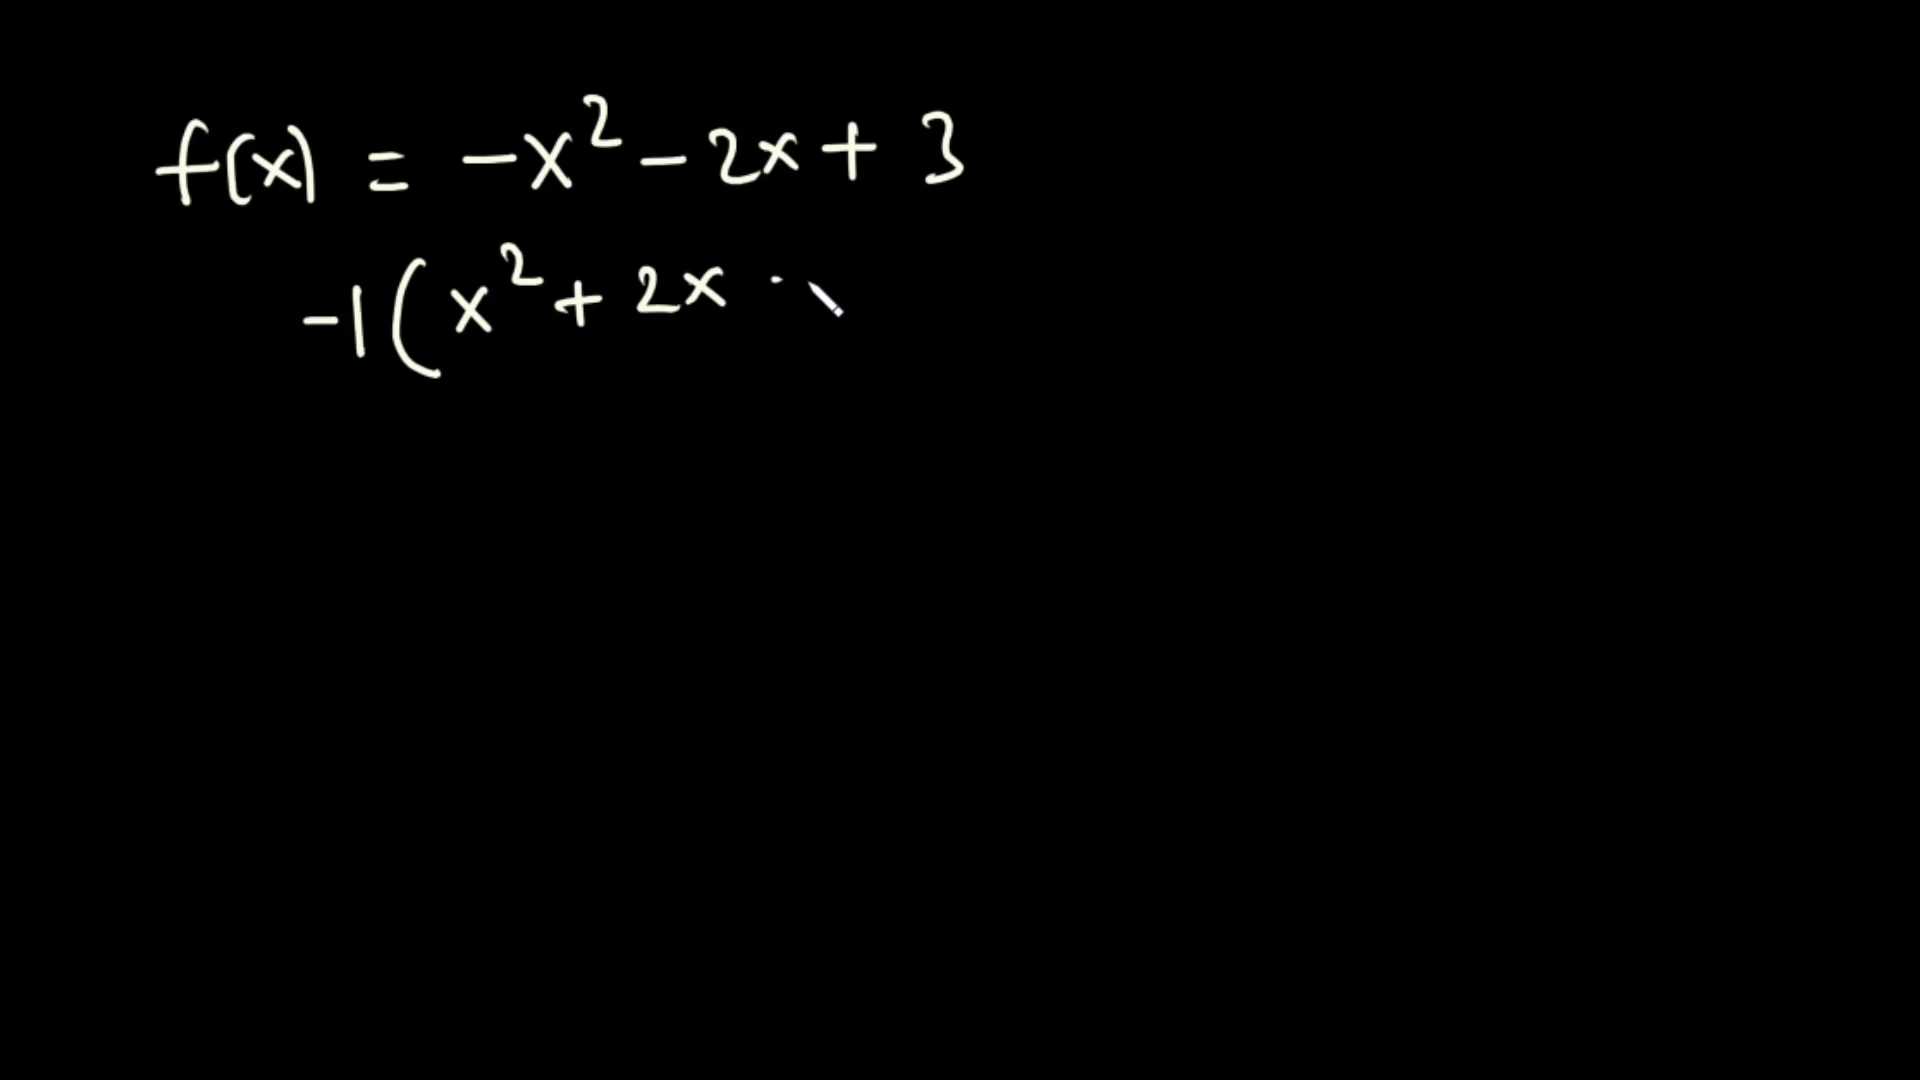 f(x) = -x² - 2x + 3
-1(x² + 2x -